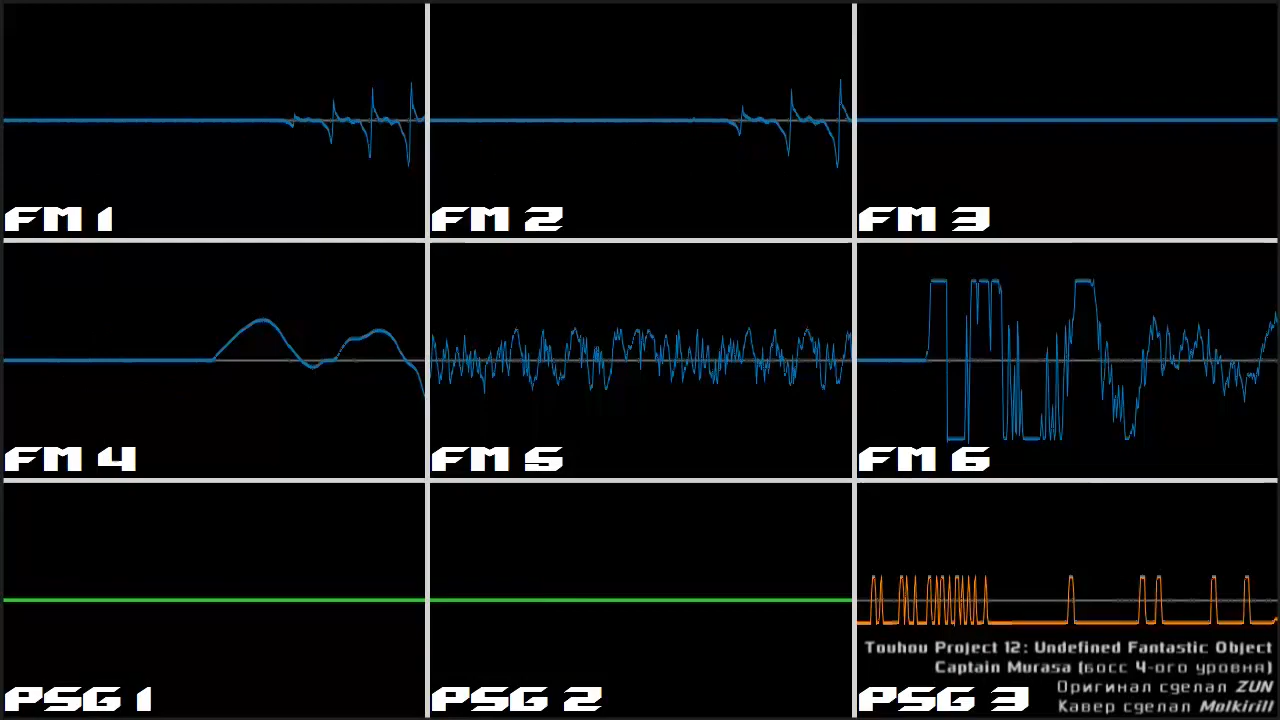 FM 1
FM 2
FM 3
FM 4
FM 5
FM 6
PSG 1
PSG 2
PSG 3
Touhou Project 12: Undefined Fantastic Object
Captain Murasa (босс 4-ого уровня)
Оригинал сделал ZUN
Кавер сделал Molkirill